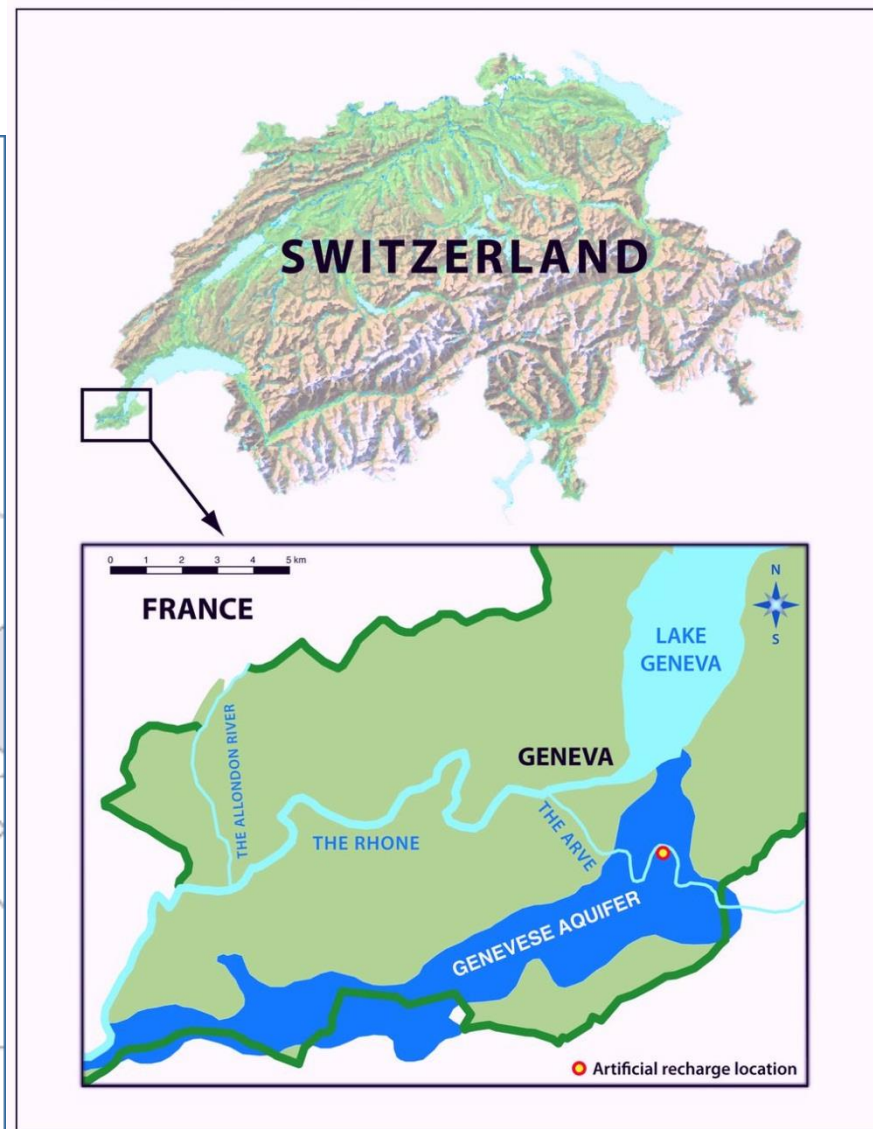 SWITZERLAND
0 1 2 3 4 5 km
FRANCE
N
S
LAKE
GENEVA
THE ALLONDON RIVER
GENEVA
THE RHONE
THE ARVE
GENEVESE AQUIFER
Artificial recharge location